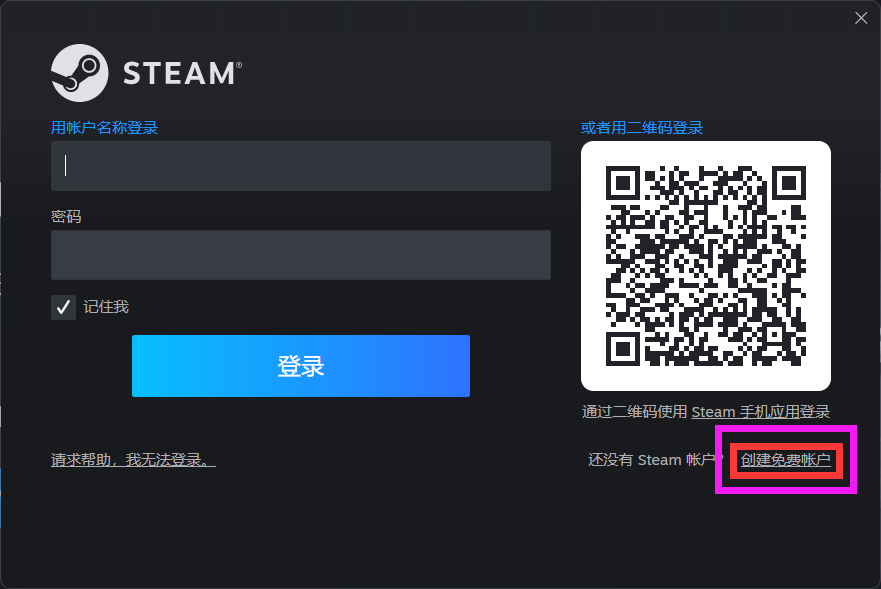 STEAM®
用帐户名称登录
或者用二维码登录
密码
记住我
登录
通过二维码使用 Steam 手机应用登录
请求帮助，我无法登录。
还没有 Steam 帐户? 创建免费帐户